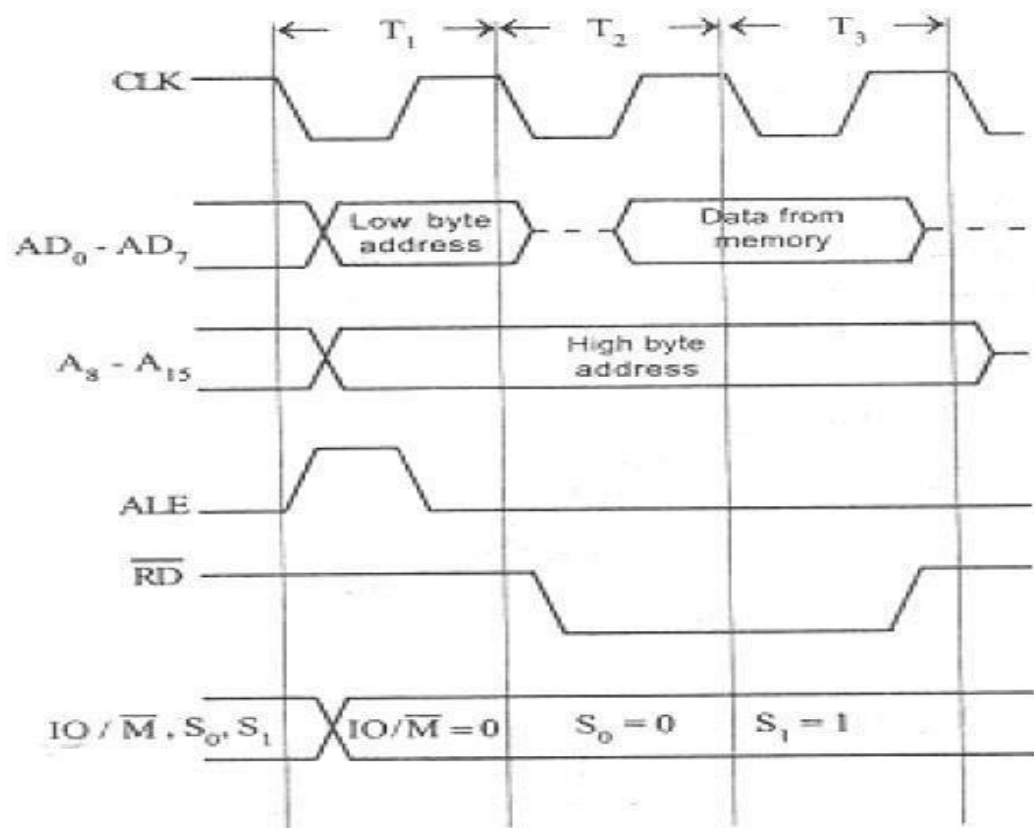 T₁ T₂ T₃
CLK
AD₀ - AD₇
Low byte
address
Data from
memory
A₈ - A₁₅
High byte
address
ALE
R̅D̅
IO / M̅ , S₀, S₁
IO/M̅ = 0
S₀ = 0
S₁ = 1